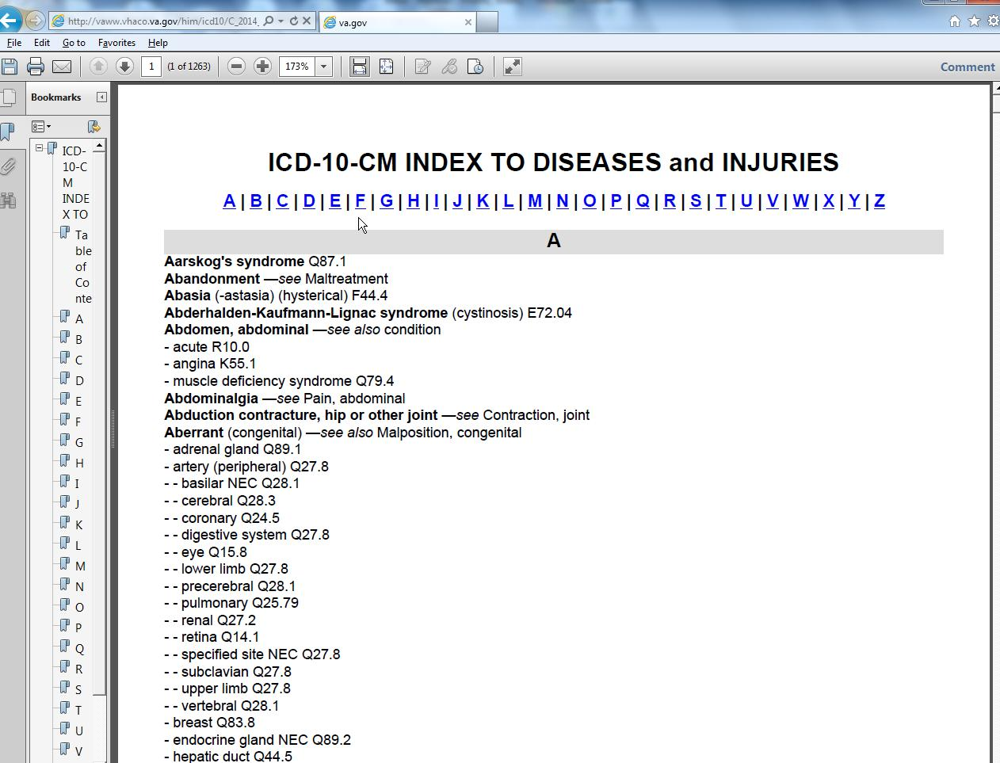 http://vaww.vhaco.va.gov/him/icd10/C_2014_
va.gov
File Edit Go to Favorites Help
1 (1 of 1263) 173% Comment
Bookmarks
ICD-
10-C
M
INDE
X TO
Ta
ble
of
Co
nte
A
B
C
D
E
F
G
H
I
J
K
L
M
N
O
P
Q
R
S
T
U
V
ICD-10-CM INDEX TO DISEASES and INJURIES
A | B | C | D | E | F | G | H | I | J | K | L | M | N | O | P | Q | R | S | T | U | V | W | X | Y | Z
A
Aarskog's syndrome Q87.1
Abandonment —see Maltreatment
Abasia (-astasia) (hysterical) F44.4
Abderhalden-Kaufmann-Lignac syndrome (cystinosis) E72.04
Abdomen, abdominal —see also condition
- acute R10.0
- angina K55.1
- muscle deficiency syndrome Q79.4
Abdominalgia —see Pain, abdominal
Abduction contracture, hip or other joint —see Contraction, joint
Aberrant (congenital) —see also Malposition, congenital
- adrenal gland Q89.1
- artery (peripheral) Q27.8
- - basilar NEC Q28.1
- - cerebral Q28.3
- - coronary Q24.5
- - digestive system Q27.8
- - eye Q15.8
- - lower limb Q27.8
- - precerebral Q28.1
- - pulmonary Q25.79
- - renal Q27.2
- - retina Q14.1
- - specified site NEC Q27.8
- - subclavian Q27.8
- - upper limb Q27.8
- - vertebral Q28.1
- breast Q83.8
- endocrine gland NEC Q89.2
- hepatic duct Q44.5